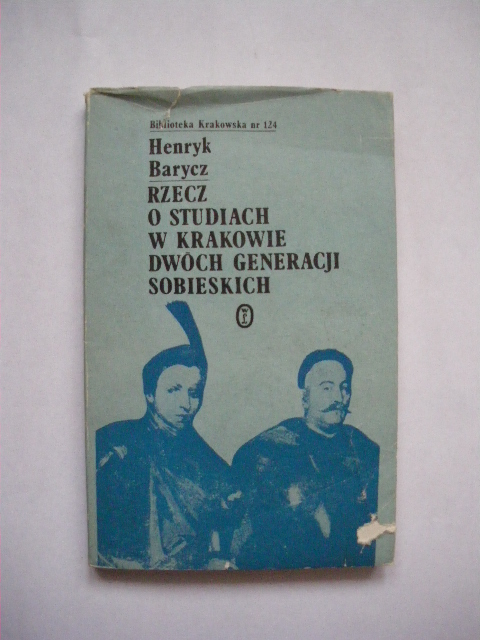 Biblioteka Krakowska nr 124
Henryk
Barycz
RZECZ
O STUDIACH
W KRAKOWIE
DWÓCH GENERACJI
SOBIESKICH